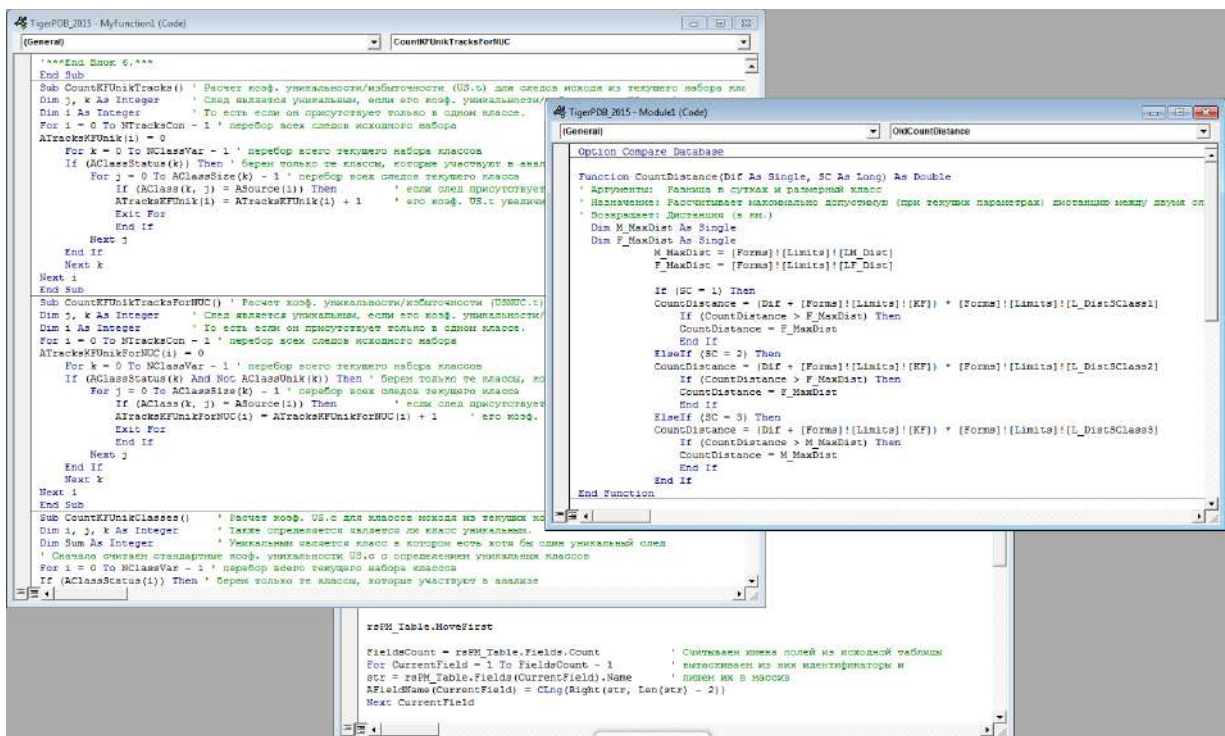 TigerPDB_2015 - Myfunction1 (Code)
(General) CountKFUnikTracksForNUC
'***End Блок 6.***
End Sub
Sub CountKFUnikTracks() ' Расчет коэф. уникальности/избыточности (US.t) для следов исходя из текущего набора кла
Dim j, k As Integer ' След является уникальным, если его коэф. уникальности/
Dim i As Integer ' То есть если он присутствует только в одном классе.
For i = 0 To NTracksCon - 1 ' перебор всех следов исходного набора
ATracksKFUnik(i) = 0
For k = 0 To NClassVar - 1 ' перебор всего текущего набора классов
If (AClassStatus(k)) Then ' берем только те классы, которые участвуют в анал
For j = 0 To AClassSize(k) - 1 ' перебор всех следов текущего класса
If (AClass(k, j) = ASource(i)) Then ' если след присутствует
ATracksKFUnik(i) = ATracksKFUnik(i) + 1 ' его коэф. US.t увеличи
Exit For
End If
Next j
End If
Next k
Next i
End Sub
Sub CountKFUnikTracksForNUC() ' Расчет коэф. уникальности/избыточности (USNUC.t)
Dim j, k As Integer ' След является уникальным, если его коэф. уникальности/
Dim i As Integer ' То есть если он присутствует только в одном классе.
For i = 0 To NTracksCon - 1 ' перебор всех следов исходного набора
ATracksKFUnikForNUC(i) = 0
For k = 0 To NClassVar - 1 ' перебор всего текущего набора классов
If (AClassStatus(k) And Not AClassUnik(k)) Then ' берем только те классы, ко
For j = 0 To AClassSize(k) - 1 ' перебор всех следов текущего класса
If (AClass(k, j) = ASource(i)) Then ' если след присутствует
ATracksKFUnikForNUC(i) = ATracksKFUnikForNUC(i) + 1 ' его коэф.
Exit For
End If
Next j
End If
Next k
Next i
End Sub
Sub CountKFUnikClasses() ' Расчет коэф. US.c для классов исходя из текущих ко
Dim i, j, k As Integer ' Также определяется является ли класс уникальным.
Dim Sum As Integer ' Уникальным является класс в котором есть хотя бы один уникальный след
' Сначала считаем стандартные коэф. уникальности US.c с определением уникальных классов
For i = 0 To NClassVar - 1 ' перебор всего текущего набора классов
If (AClassStatus(i)) Then ' берем только те классы, которые участвуют в анализе
TigerPDB_2015 - Module1 (Code)
(General) OldCountDistance
Option Compare Database
Function CountDistance(Dif As Single, SC As Long) As Double
' Аргументы: Разница в сутках и размерный класс
' Назначение: Рассчитывает максимально допустимую (при текущих параметрах) дистанцию между двумя сл
' Возвращает: Дистанция (в км.)
Dim M_MaxDist As Single
Dim F_MaxDist As Single
M_MaxDist = [Forms]![Limits]![LM_Dist]
F_MaxDist = [Forms]![Limits]![LF_Dist]
If (SC = 1) Then
CountDistance = (Dif + [Forms]![Limits]![KF]) * [Forms]![Limits]![L_DistSClass1]
If (CountDistance > F_MaxDist) Then
CountDistance = F_MaxDist
End If
ElseIf (SC = 2) Then
CountDistance = (Dif + [Forms]![Limits]![KF]) * [Forms]![Limits]![L_DistSClass2]
If (CountDistance > F_MaxDist) Then
CountDistance = F_MaxDist
End If
ElseIf (SC = 3) Then
CountDistance = (Dif + [Forms]![Limits]![KF]) * [Forms]![Limits]![L_DistSClass3]
If (CountDistance > M_MaxDist) Then
CountDistance = M_MaxDist
End If
End If
End Function
rsPM_Table.MoveFirst
FieldsCount = rsPM_Table.Fields.Count ' Считываем имена полей из исходной таблицы
For CurrentField = 1 To FieldsCount - 1 ' вытаскиваем из них идентификаторы и
str = rsPM_Table.Fields(CurrentField).Name ' пишем их в массив
AFieldName(CurrentField) = CLng(Right(str, Len(str) - 2))
Next CurrentField